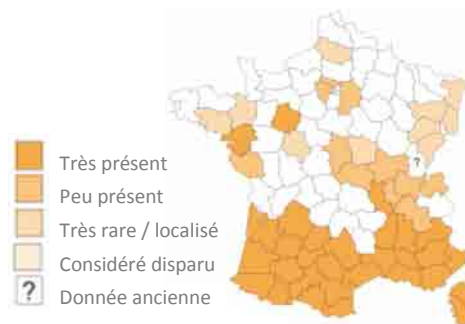 Très présent
Peu présent
Très rare / localisé
Considéré disparu
? Donnée ancienne
?